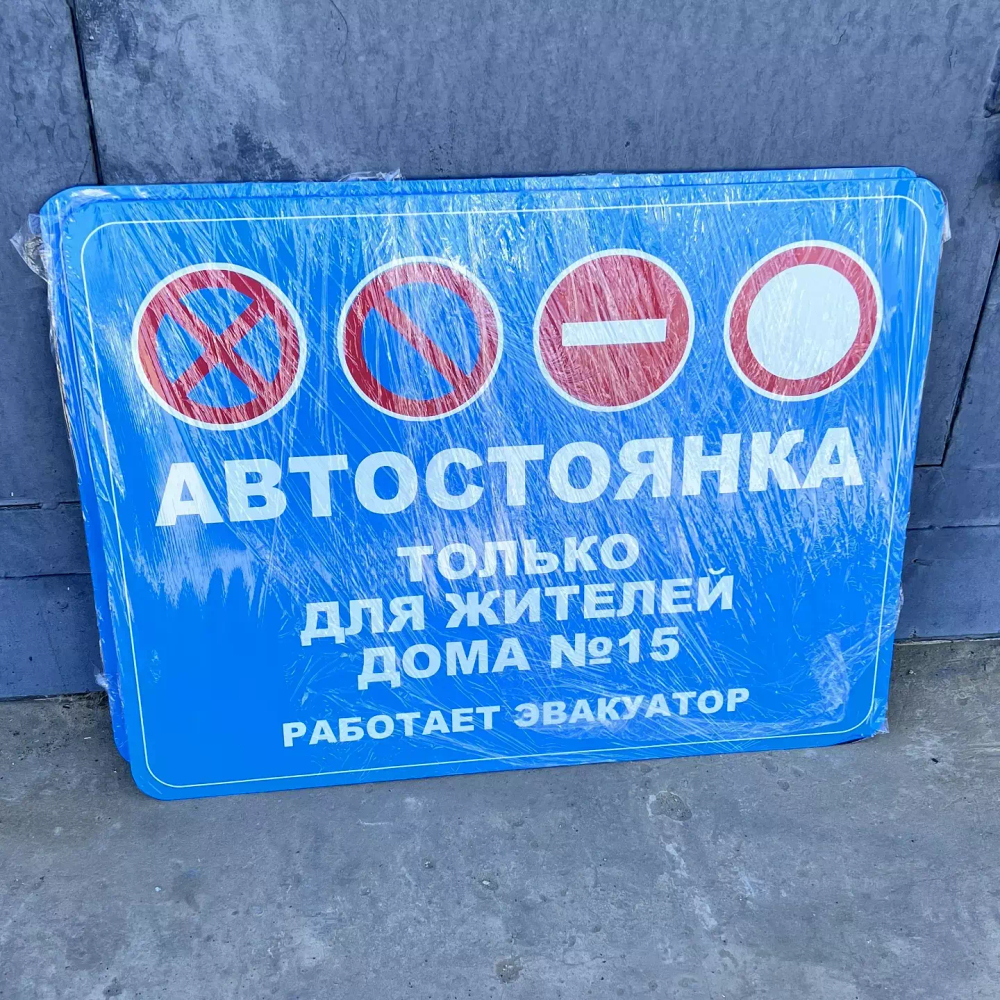 АВТОСТОЯНКА
ТОЛЬКО
ДЛЯ ЖИТЕЛЕЙ
ДОМА №15
РАБОТАЕТ ЭВАКУАТОР